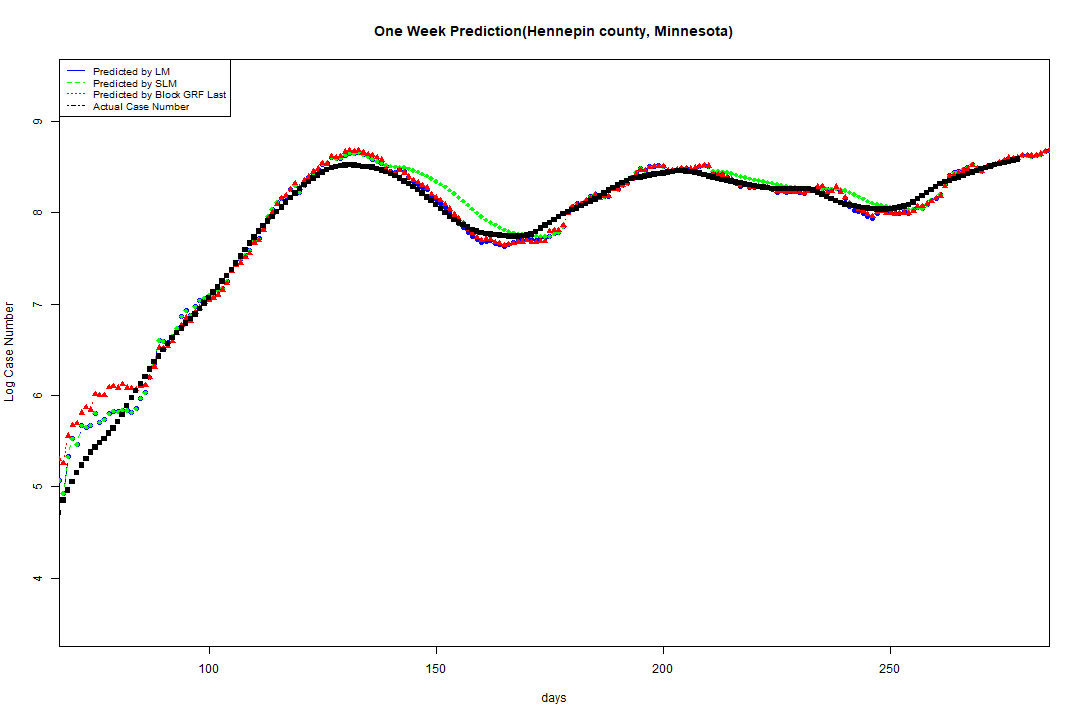 One Week Prediction(Hennepin county, Minnesota)
Predicted by LM
Predicted by SLM
Predicted by Block GRF Last
Actual Case Number
9
8
7
6
5
4
Log Case Number
100 150 200 250
days